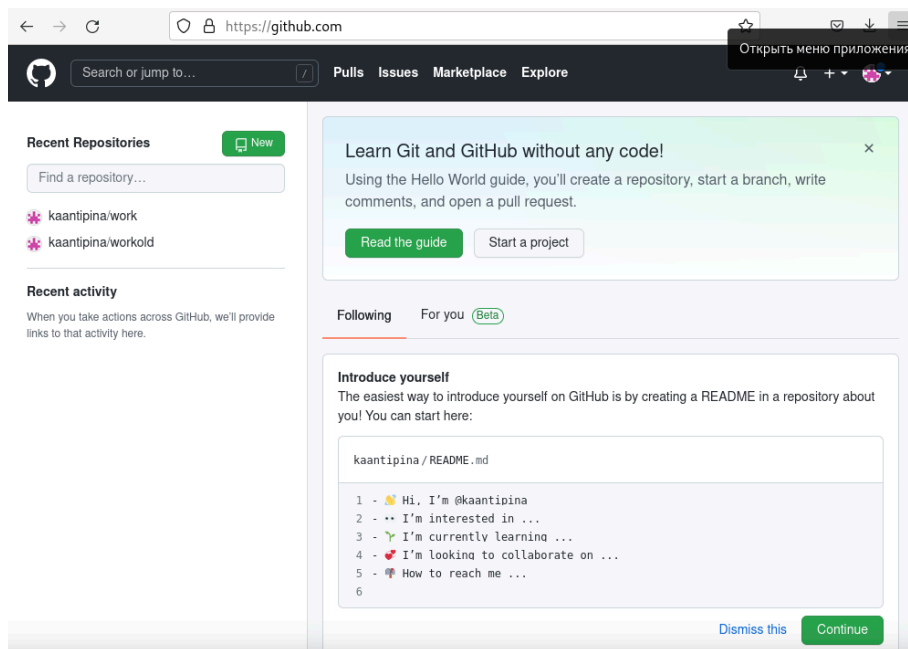 https://github.com
Открыть меню приложения
Search or jump to...
/
Pulls Issues Marketplace Explore
Recent Repositories
New
Find a repository...
kaantipina/work
kaantipina/workold
Recent activity
When you take actions across GitHub, we'll provide
links to that activity here.
Learn Git and GitHub without any code!
Using the Hello World guide, you'll create a repository, start a branch, write
comments, and open a pull request.
Read the guide
Start a project
Following
For you Beta
Introduce yourself
The easiest way to introduce yourself on GitHub is by creating a README in a repository about
you! You can start here:
kaantipina/README.md
1 - 👋 Hi, I'm @kaantipina
2 - 👀 I'm interested in ...
3 - 🌱 I'm currently learning ...
4 - 💞️ I'm looking to collaborate on ...
5 - 📫 How to reach me ...
6
Dismiss this
Continue